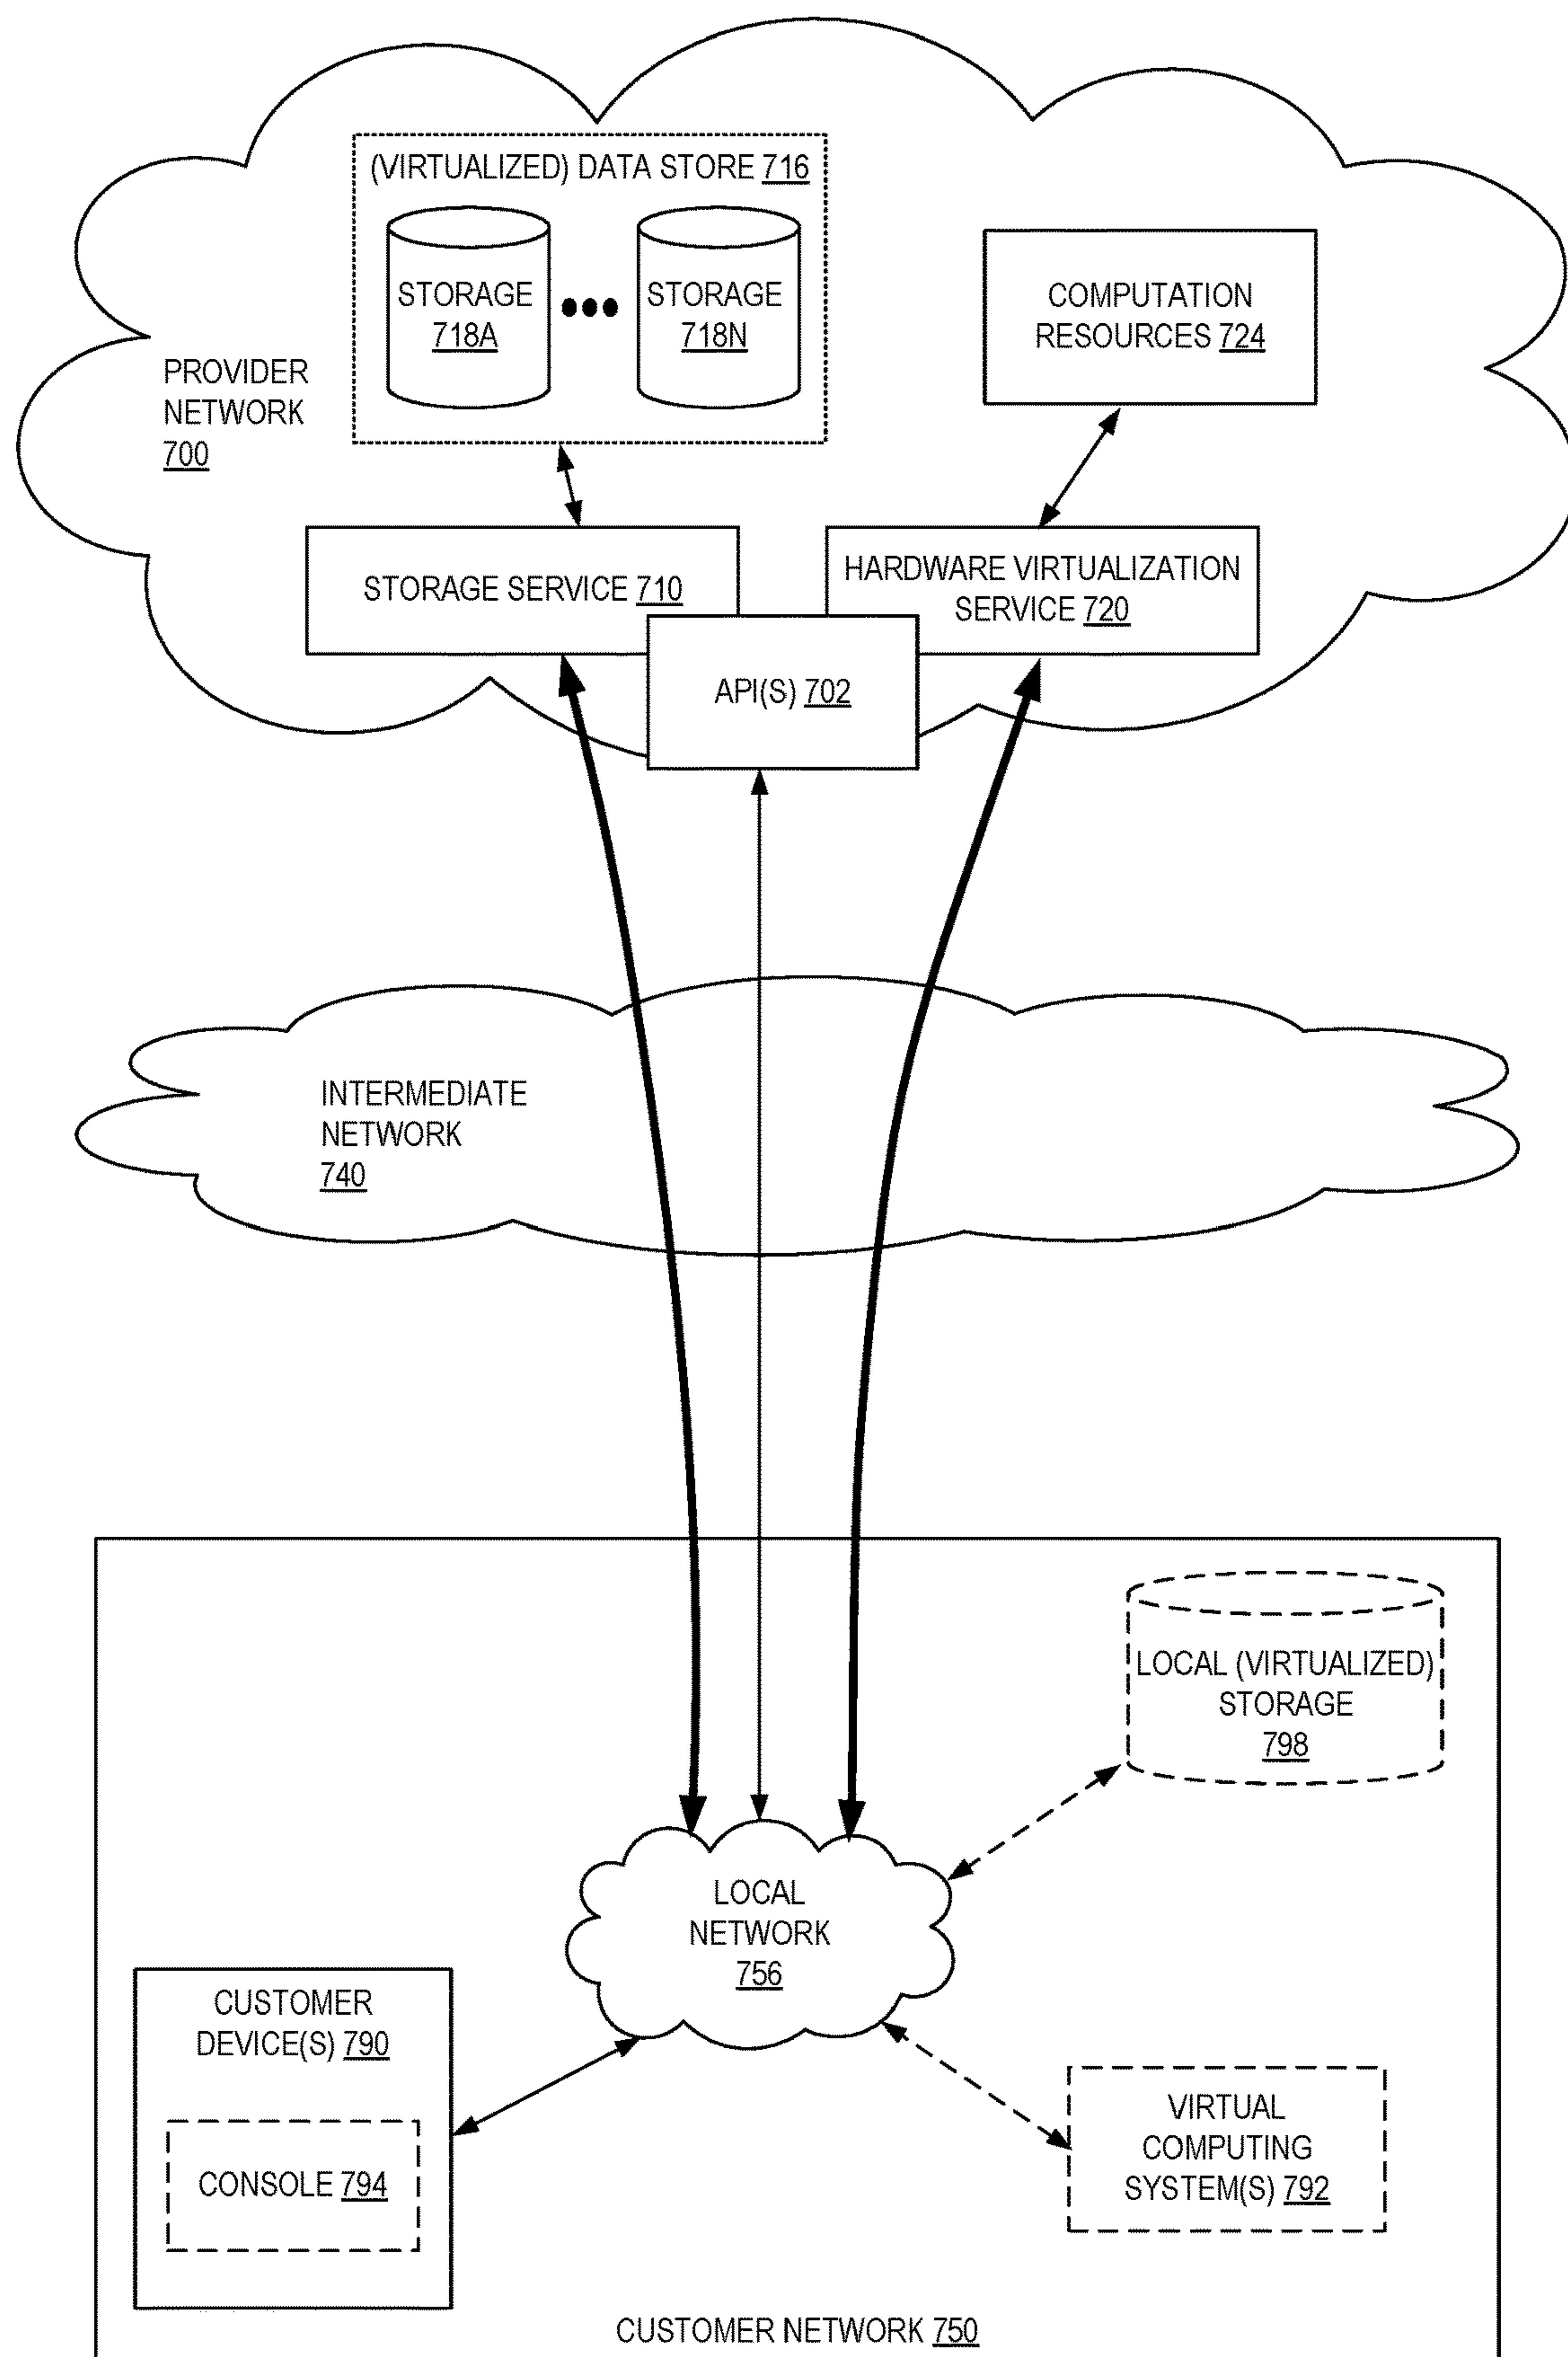 (VIRTUALIZED) DATA STORE 716
STORAGE
718A
STORAGE
718N
COMPUTATION
RESOURCES 724
PROVIDER
NETWORK
700
STORAGE SERVICE 710
HARDWARE VIRTUALIZATION
SERVICE 720
API(S) 702
INTERMEDIATE
NETWORK
740
LOCAL (VIRTUALIZED)
STORAGE
798
LOCAL
NETWORK
756
CUSTOMER
DEVICE(S) 790
CONSOLE 794
VIRTUAL
COMPUTING
SYSTEM(S) 792
CUSTOMER NETWORK 750